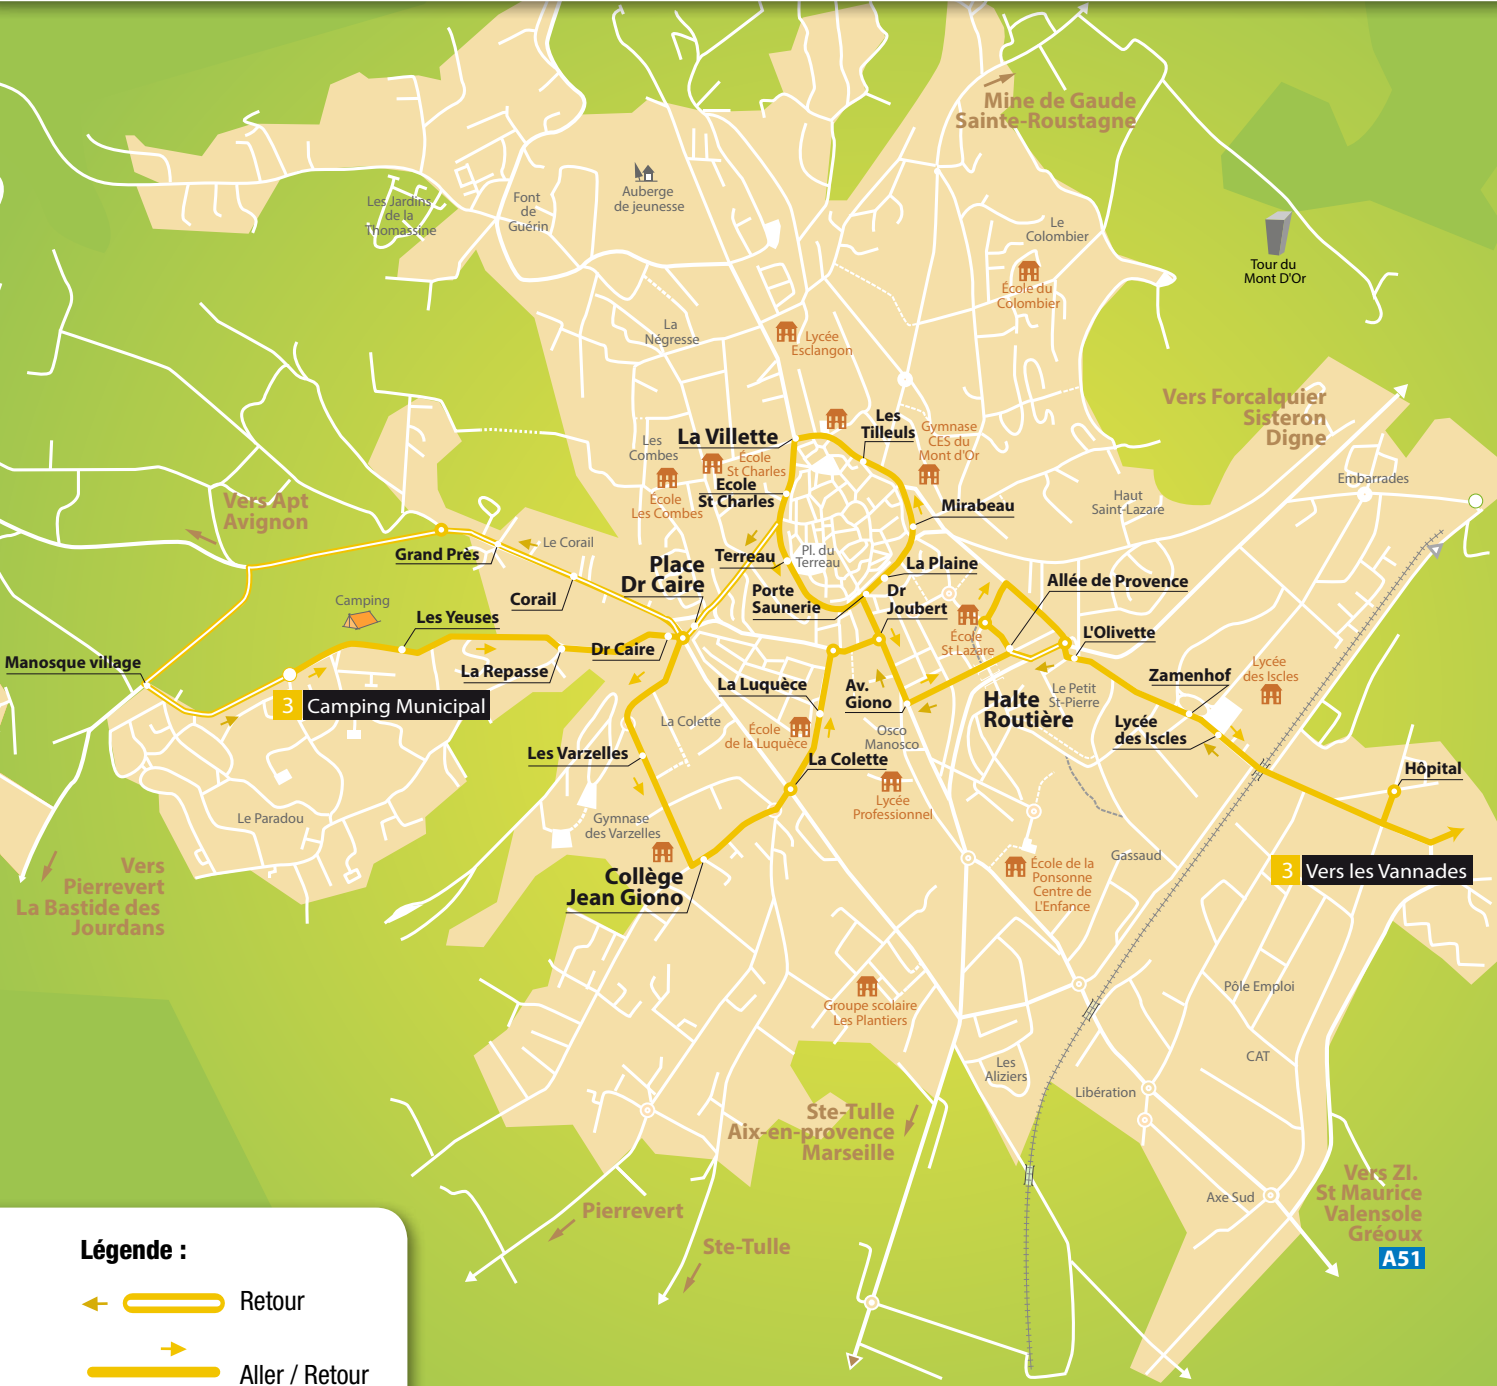 Mine de Gaude
Sainte-Roustagne
Les Jardins
de la
Thomassine
Font
de
Guérin
Auberge
de jeunesse
Le
Colombier
École du
Colombier
Tour du
Mont D'Or
La
Négresse
Lycée
Esclangon
Vers Forcalquier
Sisteron
Digne
Les
Combes
La Villette
Les
Tilleuls
Gymnase
CES du
Mont d'Or
École
St Charles
Ecole
St Charles
École
Les Combes
Mirabeau
Haut
Saint-Lazare
Embarrades
Vers Apt
Avignon
Grand Près
Le Corail
Corail
Place
Dr Caire
Terreau
Pl. du
Terreau
La Plaine
Porte
Saunerie
Dr
Joubert
Allée de Provence
École
St Lazare
L'Olivette
Camping
Les Yeuses
Manosque village
La Repasse
Dr Caire
3 Camping Municipal
La Luquèce
Av.
Giono
Halte
Routière
Le Petit
St-Pierre
Zamenhof
Lycée
des Iscles
Lycée
des Iscles
La Colette
École
de la Luquèce
Osco
Manosco
Les Varzelles
La Colette
Hôpital
Lycée
Professionnel
Le Paradou
Gymnase
des Varzelles
Collège
Jean Giono
Gassaud
École de la
Ponsonne
Centre de
L'Enfance
3 Vers les Vannades
Vers
Pierrevert
La Bastide des
Jourdans
Groupe scolaire
Les Plantiers
Pôle Emploi
CAT
Les
Aliziers
Libération
Ste-Tulle
Aix-en-provence
Marseille
Axe Sud
Vers ZI.
St Maurice
Valensole
Gréoux
A51
Pierrevert
Ste-Tulle
Légende :
Retour
Aller / Retour